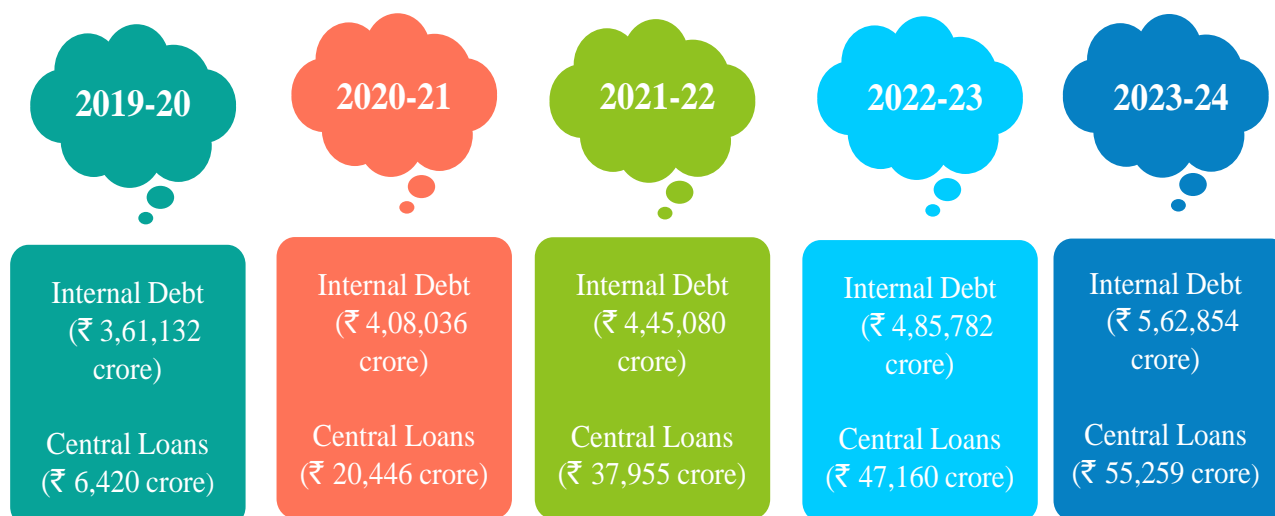 2019-20
2020-21
2021-22
2022-23
2023-24
Internal Debt
(₹ 3,61,132
crore)
Central Loans
(₹ 6,420 crore)
Internal Debt
(₹ 4,08,036
crore)
Central Loans
(₹ 20,446 crore)
Internal Debt
(₹ 4,45,080
crore)
Central Loans
(₹ 37,955 crore)
Internal Debt
(₹ 4,85,782
crore)
Central Loans
(₹ 47,160 crore)
Internal Debt
(₹ 5,62,854
crore)
Central Loans
(₹ 55,259 crore)